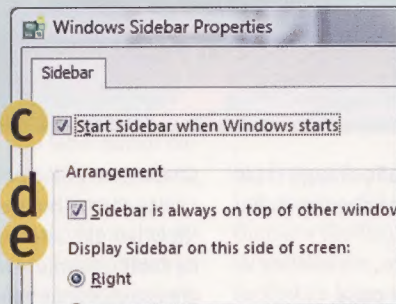 Windows Sidebar Properties
Sidebar
c Start Sidebar when Windows starts
Arrangement
d Sidebar is always on top of other
e Display Sidebar on this side of screen:
Right